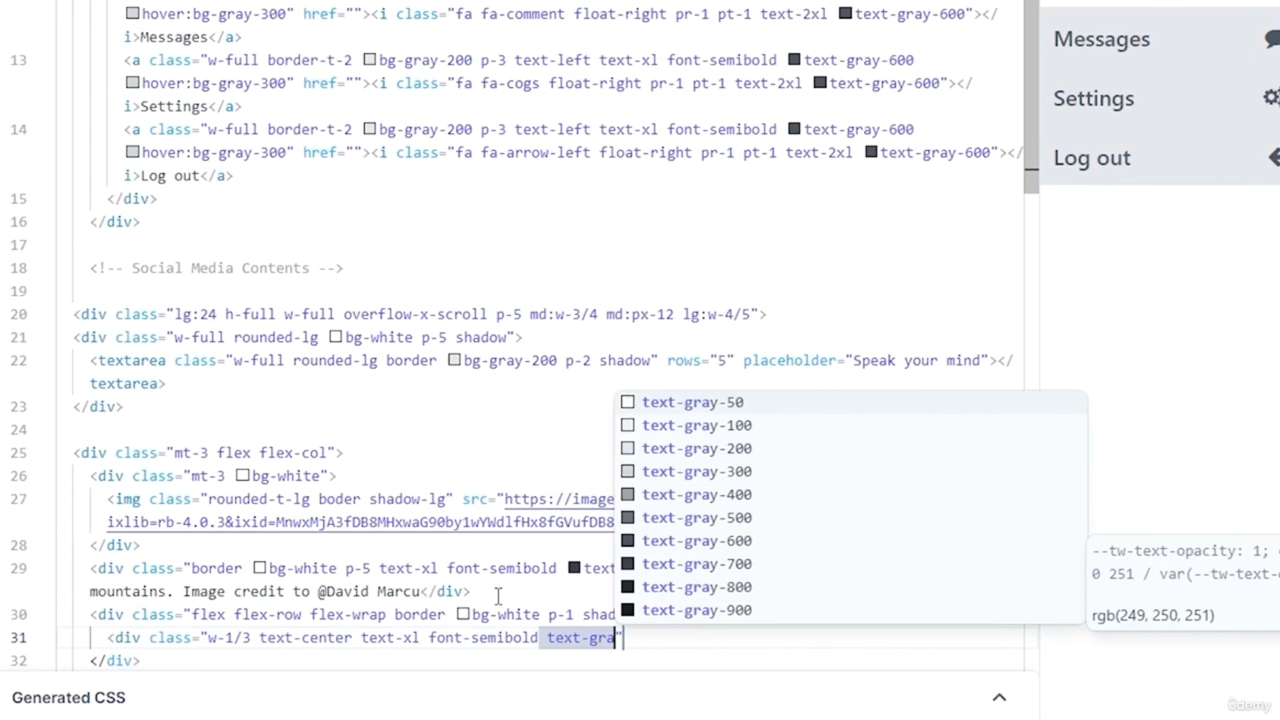 hover:bg-gray-300" href=""><i class="fa fa-comment float-right pr-1 pt-1 text-2xl text-gray-600"></
i>Messages</a>
13 <a class="w-full border-t-2 bg-gray-200 p-3 text-left text-xl font-semibold text-gray-600
hover:bg-gray-300" href=""><i class="fa fa-cogs float-right pr-1 pt-1 text-2xl text-gray-600"></
i>Settings</a>
14 <a class="w-full border-t-2 bg-gray-200 p-3 text-left text-xl font-semibold text-gray-600
hover:bg-gray-300" href=""><i class="fa fa-arrow-left float-right pr-1 pt-1 text-2xl text-gray-600"></
i>Log out</a>
15 </div>
16 </div>
17
18 <!-- Social Media Contents -->
19
20 <div class="lg:24 h-full w-full overflow-x-scroll p-5 md:w-3/4 md:px-12 lg:w-4/5">
21 <div class="w-full rounded-lg bg-white p-5 shadow">
22 <textarea class="w-full rounded-lg border bg-gray-200 p-2 shadow" rows="5" placeholder="Speak your mind"></
textarea>
23 </div>
24
25 <div class="mt-3 flex flex-col">
26 <div class="mt-3 bg-white">
27 <img class="rounded-t-lg boder shadow-lg" src="https://image
ixlib=rb-4.0.3&ixid=MnwxMjA3fDB8MHxwaG90by1wYWdlfHx8fGVufDB8
28 </div>
29 <div class="border bg-white p-5 text-xl font-semibold text
mountains. Image credit to @David Marcu</div>
30 <div class="flex flex-row flex-wrap border bg-white p-1 shad
31 <div class="w-1/3 text-center text-xl font-semibold text-gra"
32 </div>
text-gray-50
text-gray-100
text-gray-200
text-gray-300
text-gray-400
text-gray-500
text-gray-600
text-gray-700
text-gray-800
text-gray-900
--tw-text-opacity: 1;
0 251 / var(--tw-text-
rgb(249, 250, 251)
Messages
Settings
Log out
Generated CSS
ûdemy